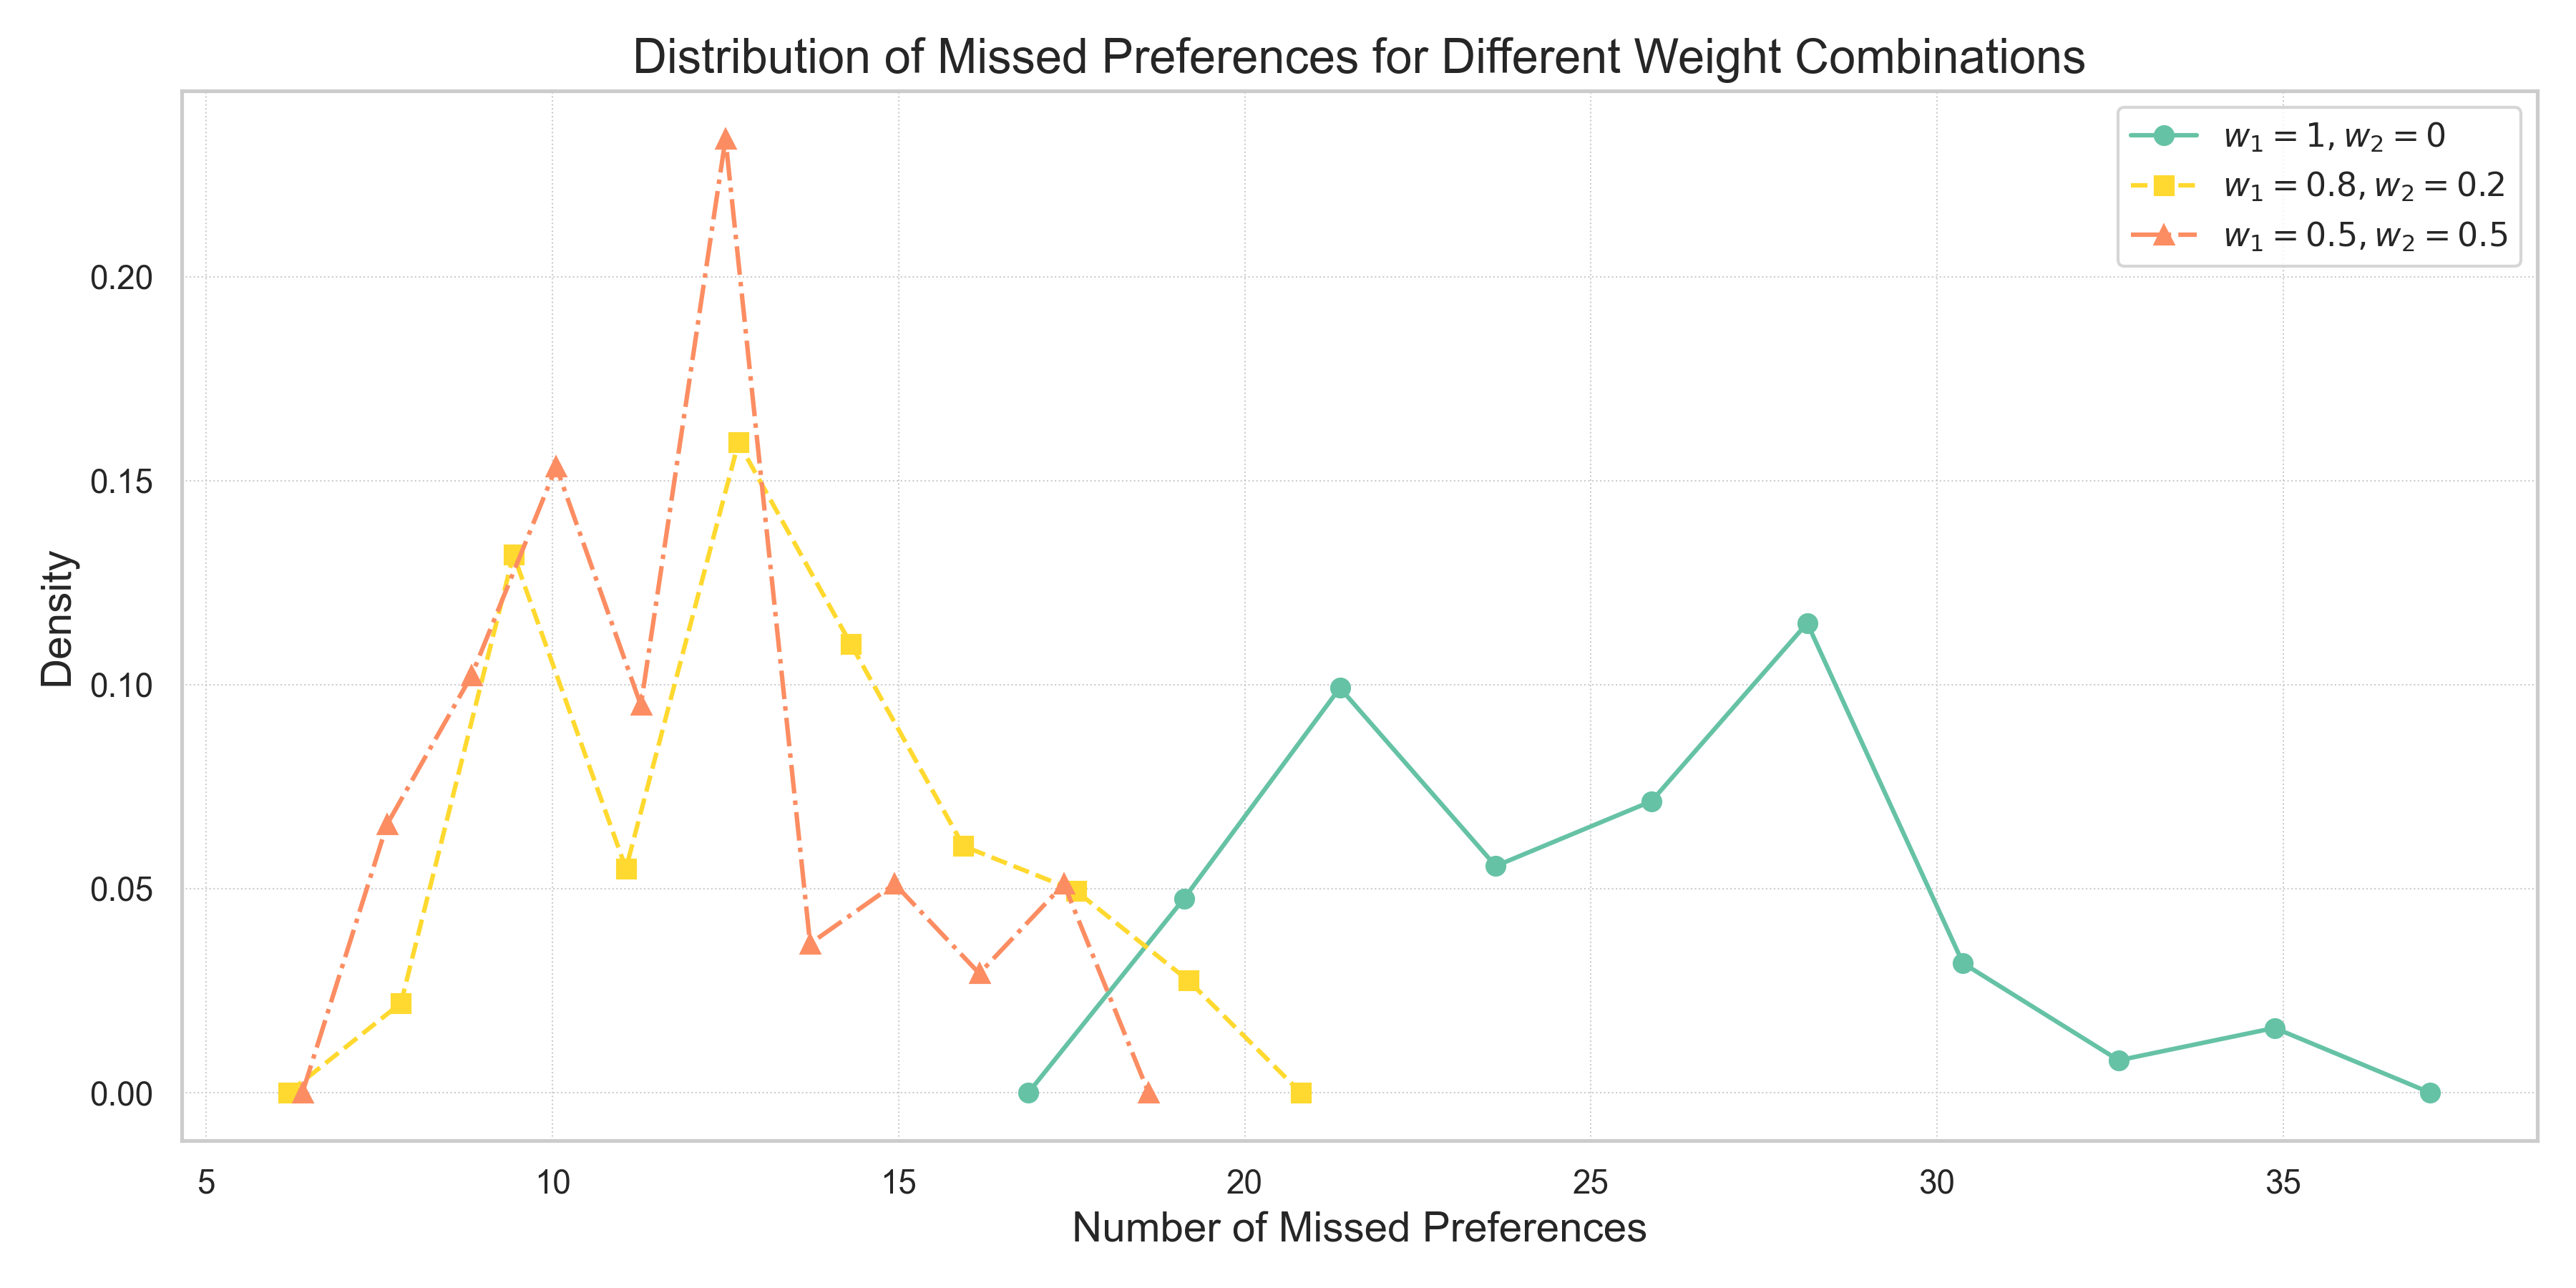 Distribution of Missed Preferences for Different Weight Combinations
w₁ = 1, w₂ = 0
w₁ = 0.8, w₂ = 0.2
w₁ = 0.5, w₂ = 0.5
Density
0.20
0.15
0.10
0.05
0.00
5 10 15 20 25 30 35
Number of Missed Preferences